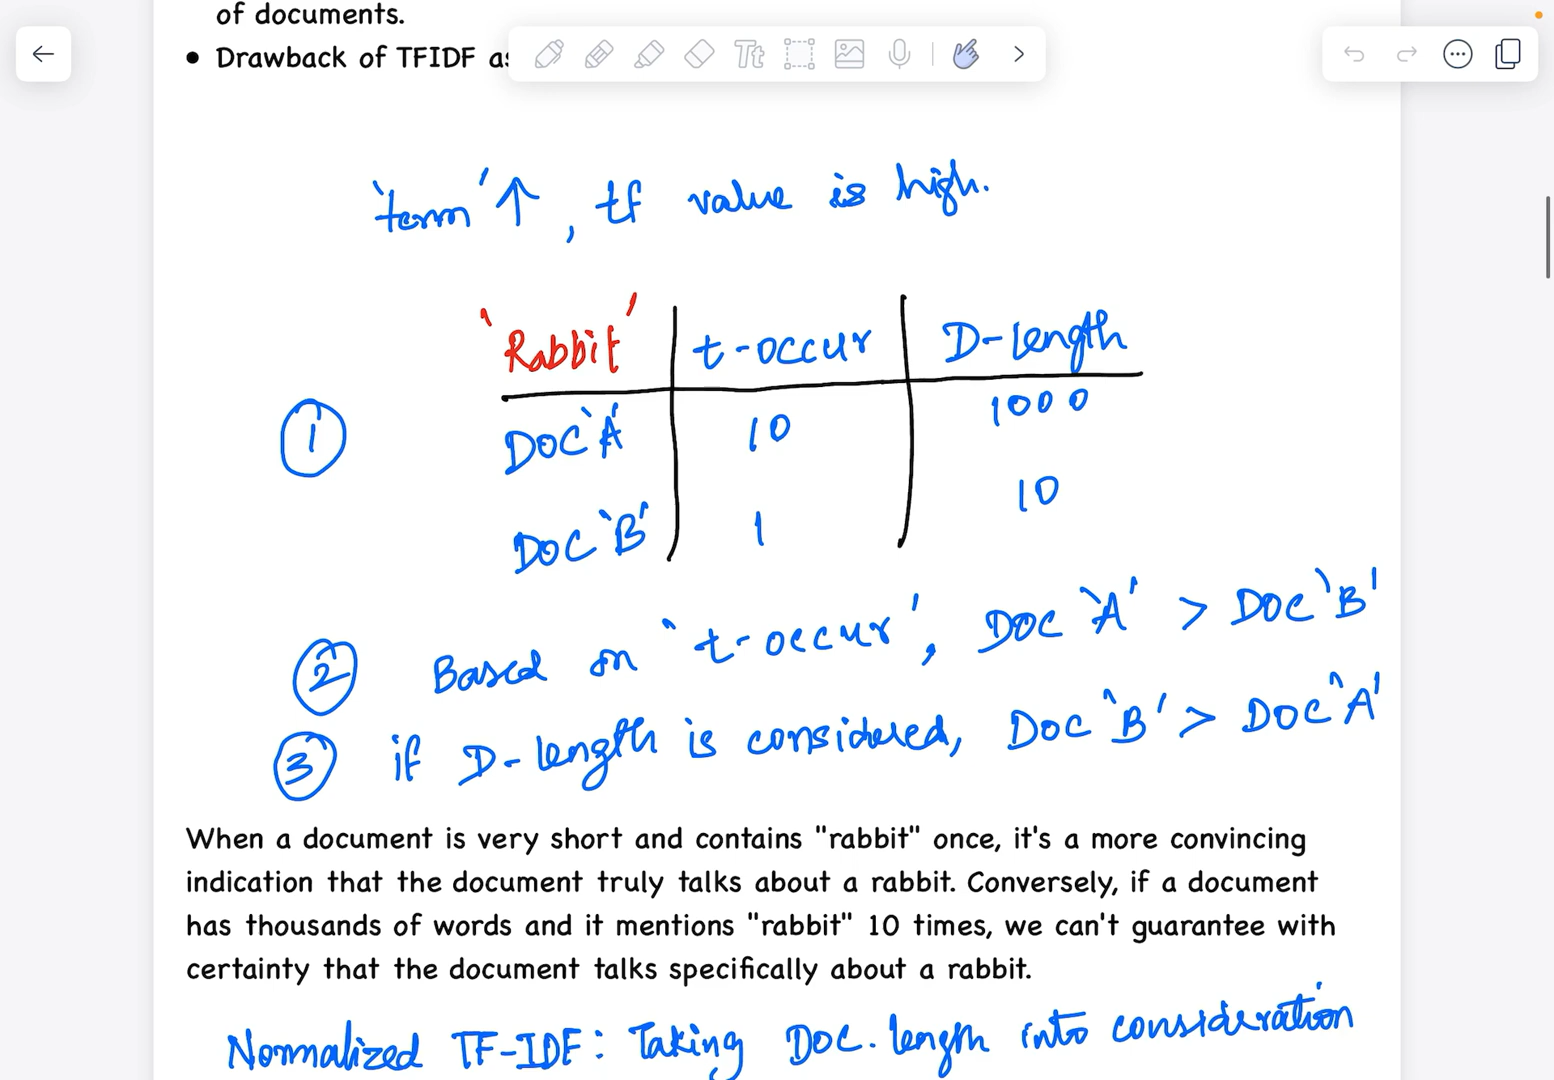 of documents.
• Drawback of TFIDF as
Tt
'term' ↑, tf value is high.
'Rabbit' t-occur D-length
① DOC 'A' 10 1000
DOC 'B' 1 10
② Based on 't-occur', DOC 'A' > DOC 'B'
③ if D-length is considered, DOC 'B' > DOC 'A'
When a document is very short and contains "rabbit" once, it's a more convincing
indication that the document truly talks about a rabbit. Conversely, if a document
has thousands of words and it mentions "rabbit" 10 times, we can't guarantee with
certainty that the document talks specifically about a rabbit.
Normalized TF-IDF: Taking DOC. length into consideration